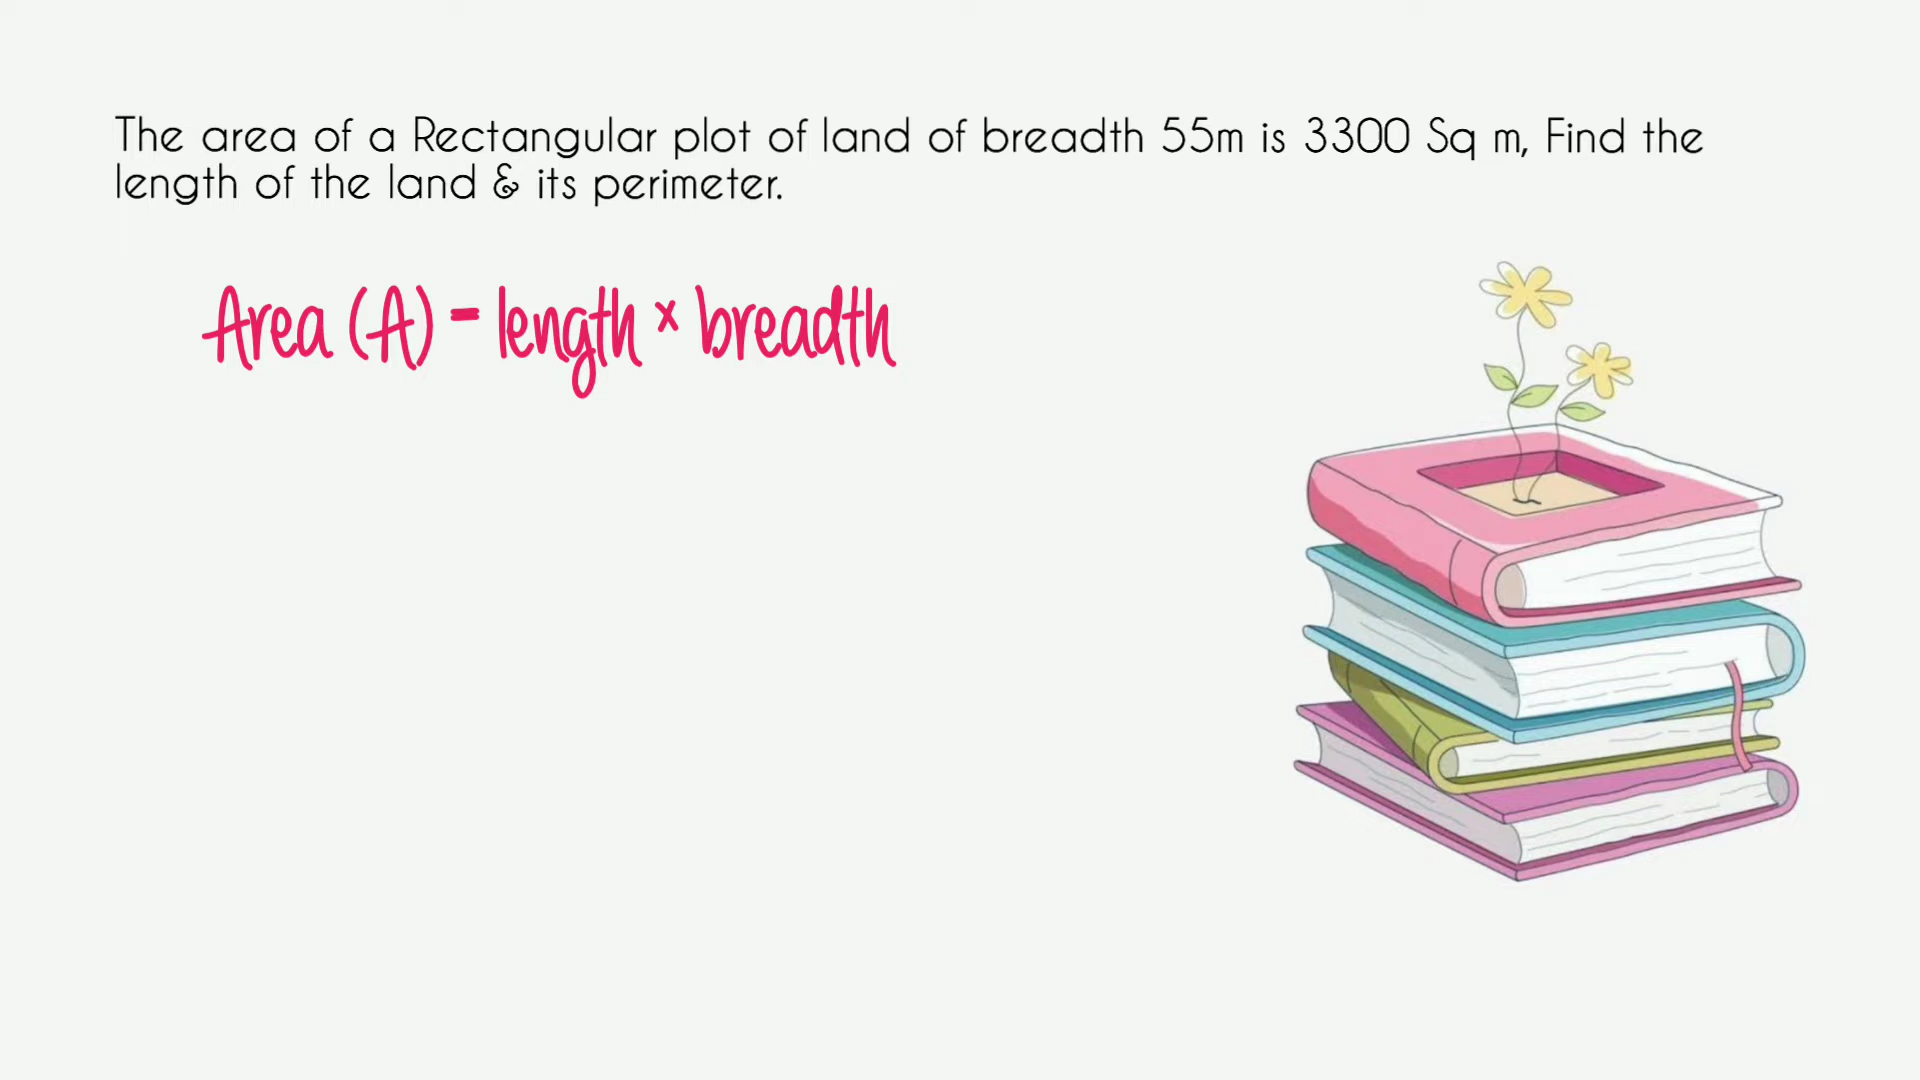 The area of a Rectangular plot of land of breadth 55m is 3300 Sq m, Find the
length of the land & its perimeter.
Area (A) = length × breadth